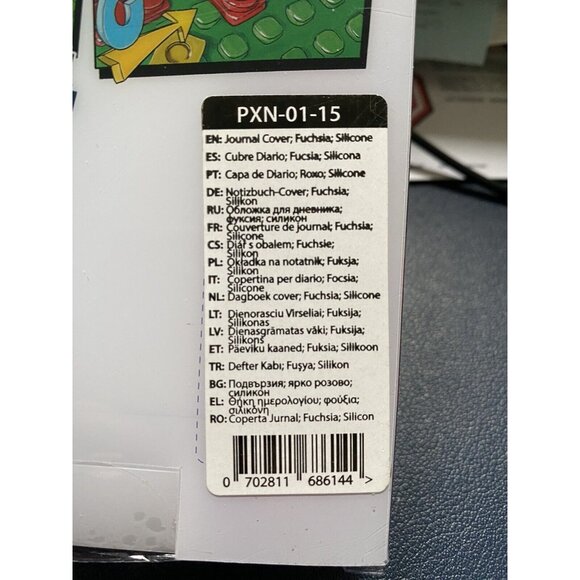 PXN-01-15
EN: Journal Cover; Fuchsia; Silicone
ES: Cubre Diario; Fucsia; Silicona
PT: Capa de Diario; Roxo; Silicone
DE: Notizbuch-Cover; Fuchsia;
Silikon
RU: Обложка для дневника;
фуксия; силикон
FR: Couverture de journal; Fuchsia;
Silicone
CS: Diář s obalem; Fuchsie;
Silikon
PL: Okładka na notatnik; Fuksja;
Silikon
IT: Copertina per diario; Focsia;
Silicone
NL: Dagboek cover; Fuchsia; Silicone
LT: Dienorasciu Virseliai; Fuksija;
Silikonas
LV: Dienasgrāmatas vāki; Fuksija;
Silikons
ET: Päeviku kaaned; Fuksia; Silikoon
TR: Defter Kabı; Fuşya; Silikon
BG: Подвързия; ярко розово;
силикон
EL: Θήκη ημερολογίου; φούξια;
σιλικόνη
RO: Coperta Jurnal; Fuchsia; Silicon
0 702811 686144 >